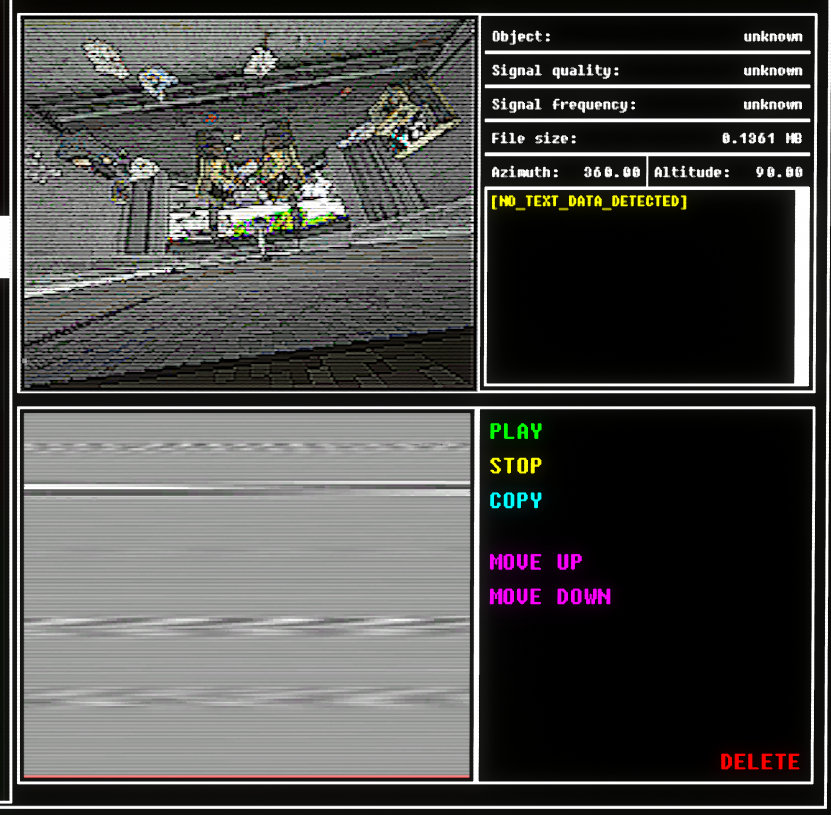 Object: unknown
Signal quality: unknown
Signal frequency: unknown
File size: 0.1361 MB
Azimuth: 360.00 Altitude: 90.00
[NO_TEXT_DATA_DETECTED]
PLAY
STOP
COPY
MOVE UP
MOVE DOWN
DELETE